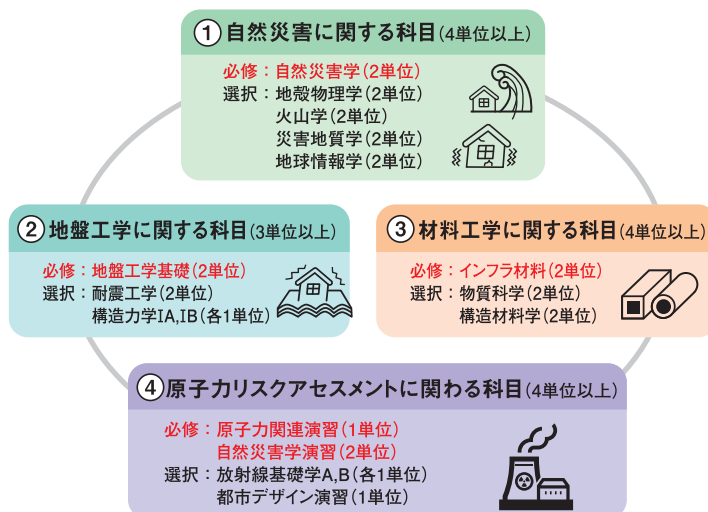 ① 自然災害に関する科目(4単位以上)
必修：自然災害学(2単位)
選択：地殻物理学(2単位)
火山学(2単位)
災害地質学(2単位)
地球情報学(2単位)
② 地盤工学に関する科目(3単位以上)
必修：地盤工学基礎(2単位)
選択：耐震工学(2単位)
構造力学IA,IB(各1単位)
③ 材料工学に関する科目(4単位以上)
必修：インフラ材料(2単位)
選択：物質科学(2単位)
構造材料学(2単位)
④ 原子力リスクアセスメントに関わる科目(4単位以上)
必修：原子力関連演習(1単位)
自然災害学演習(2単位)
選択：放射線基礎学A,B(各1単位)
都市デザイン演習(1単位)